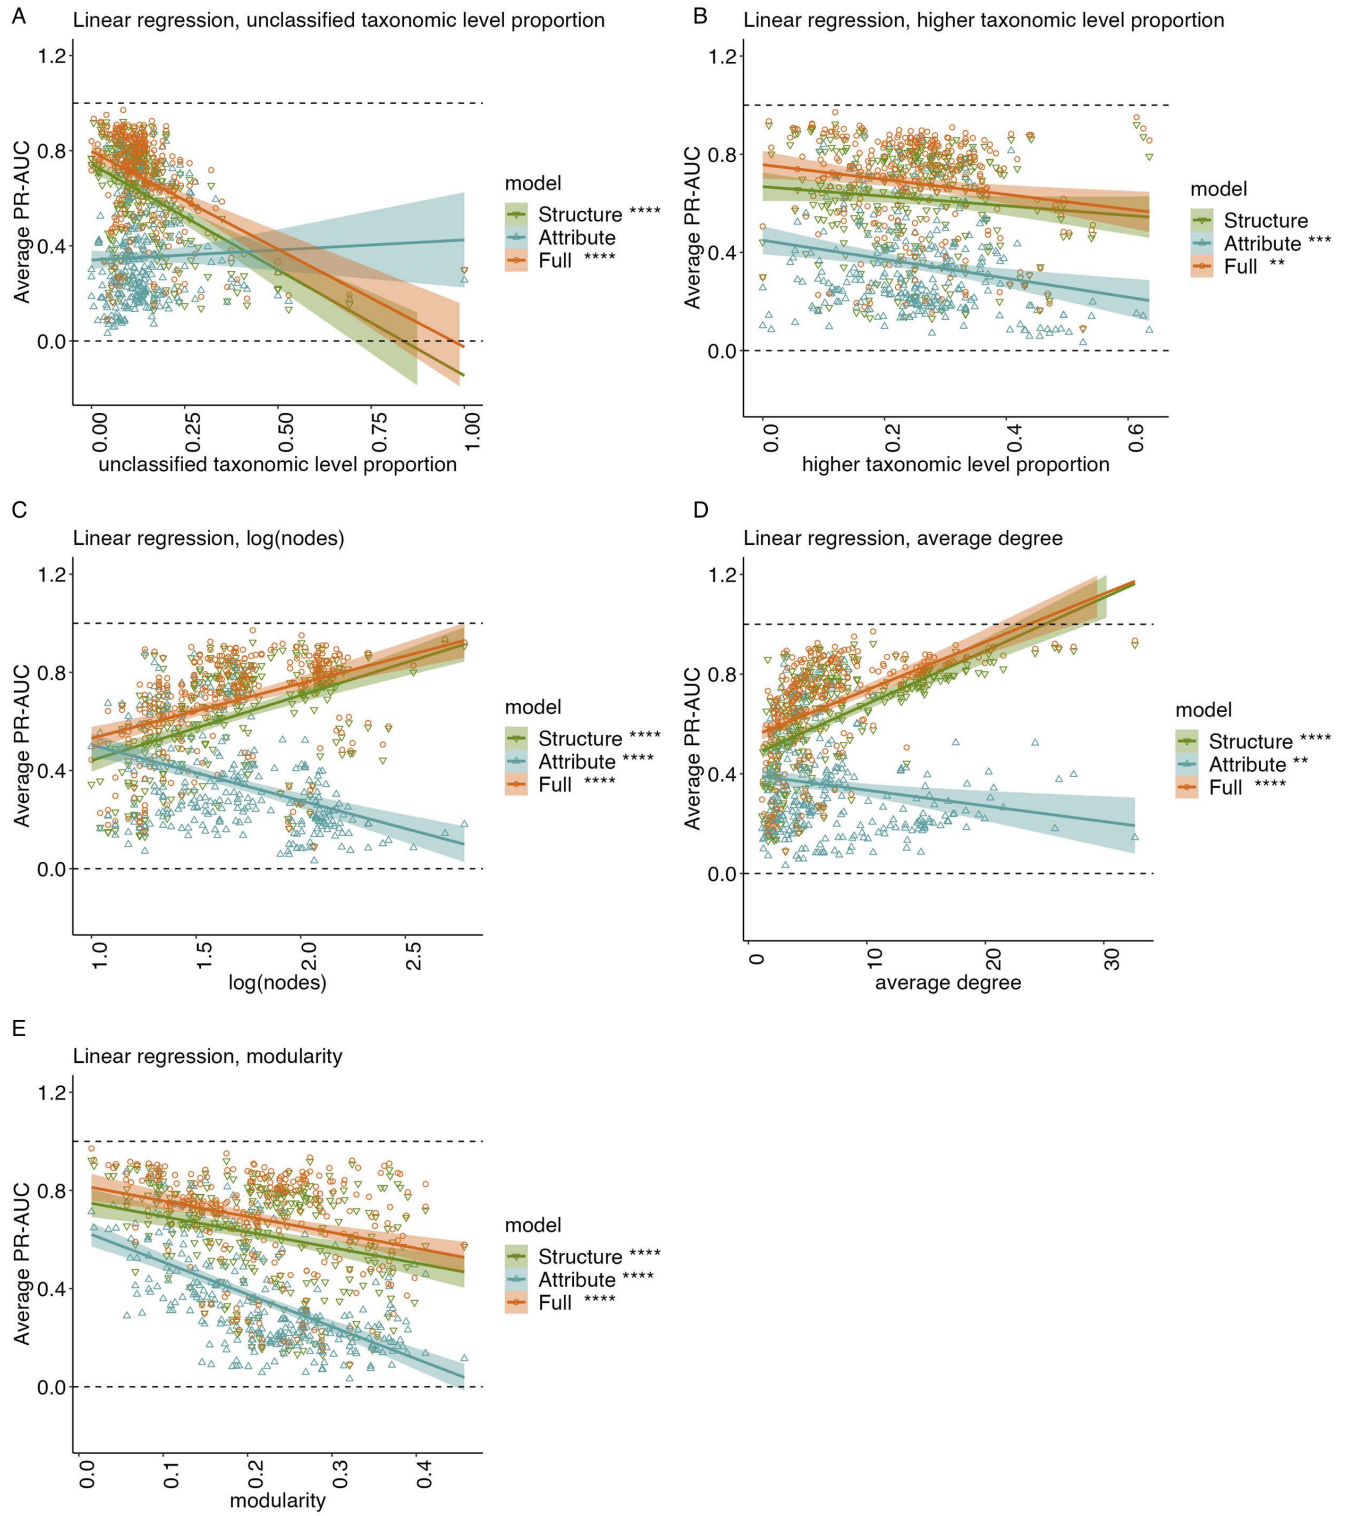 A
Linear regression, unclassified taxonomic level proportion
1.2
0.8
0.4
0.0
Average PR-AUC
0.00
0.25
0.50
0.75
1.00
unclassified taxonomic level proportion
model
Structure ****
Attribute
Full ****
B
Linear regression, higher taxonomic level proportion
1.2
0.8
0.4
0.0
Average PR-AUC
0.0
0.2
0.4
0.6
higher taxonomic level proportion
model
Structure
Attribute ***
Full **
C
Linear regression, log(nodes)
1.2
0.8
0.4
0.0
Average PR-AUC
1.0
1.5
2.0
2.5
log(nodes)
model
Structure ****
Attribute ****
Full ****
D
Linear regression, average degree
1.2
0.8
0.4
0.0
Average PR-AUC
0
10
20
30
average degree
model
Structure ****
Attribute **
Full ****
E
Linear regression, modularity
1.2
0.8
0.4
0.0
Average PR-AUC
0.0
0.1
0.2
0.3
0.4
modularity
model
Structure ****
Attribute ****
Full ****